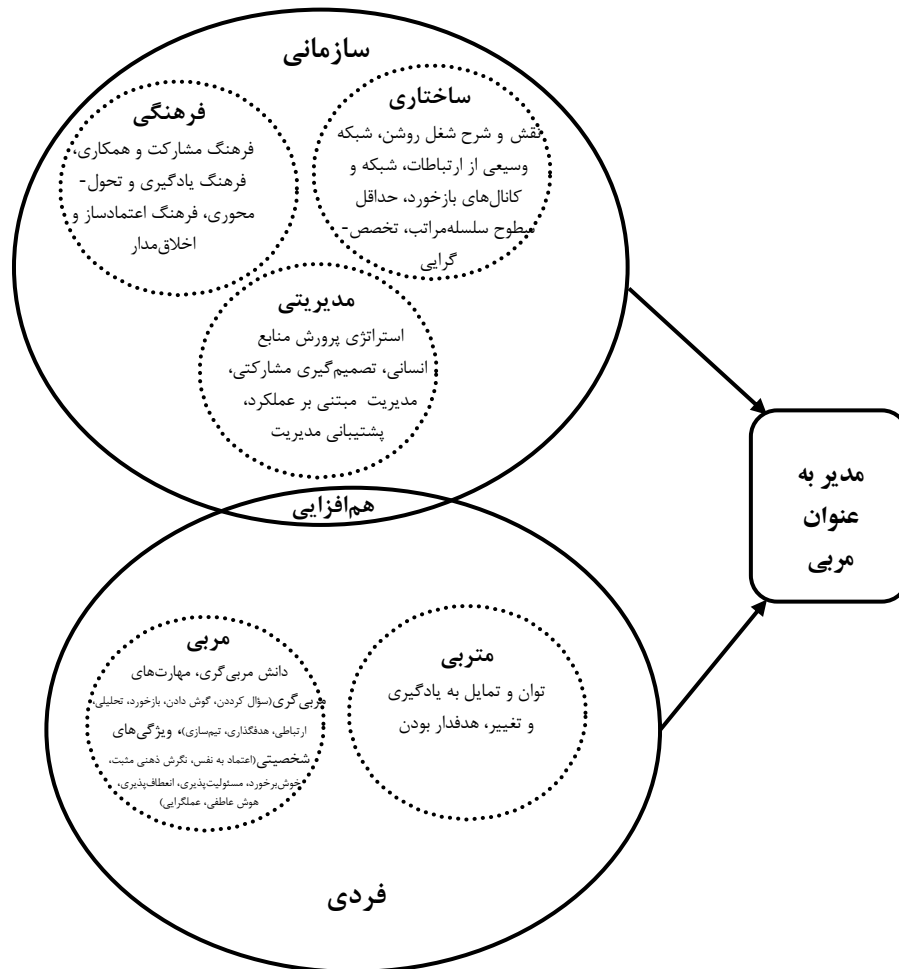 سازمانی
ساختاری
نقش و شرح شغل روشن، شبکه
وسیعی از ارتباطات، شبکه و
کانال‌های بازخورد، حداقل
سطوح سلسله‌مراتب، تخصص-
گرایی
فرهنگی
فرهنگ مشارکت و همکاری،
فرهنگ یادگیری و تحول-
محوری، فرهنگ اعتمادساز و
اخلاق‌مدار
مدیریتی
استراتژی پرورش منابع
انسانی، تصمیم‌گیری مشارکتی،
مدیریت مبتنی بر عملکرد،
پشتیبانی مدیریت
هم‌افزایی
مدیر به
عنوان
مربی
متربی
توان و تمایل به یادگیری
و تغییر، هدفدار بودن
مربی
دانش مربی‌گری، مهارت‌های
مربی‌گری(سؤال کرددن، گوش دادن، بازخورد، تحلیلی،
ارتباطی، هدفگذاری، تیم‌سازی)، ویژگی‌های
شخصیتی(اعتماد به نفس، نگرش ذهنی مثبت،
خوش‌برخورد، مسئولیت‌پذیری، انعطاف‌پذیری،
هوش عاطفی، عملگرایی)
فردی